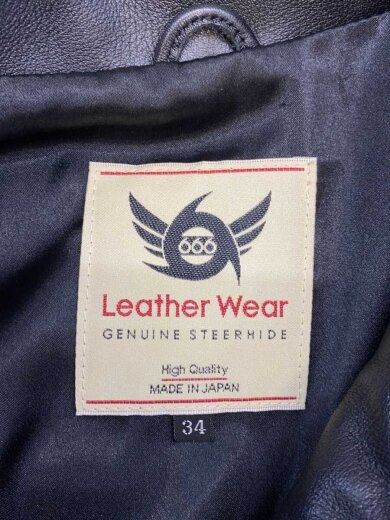 666
Leather Wear
GENUINE STEERHIDE
High Quality
MADE IN JAPAN
34